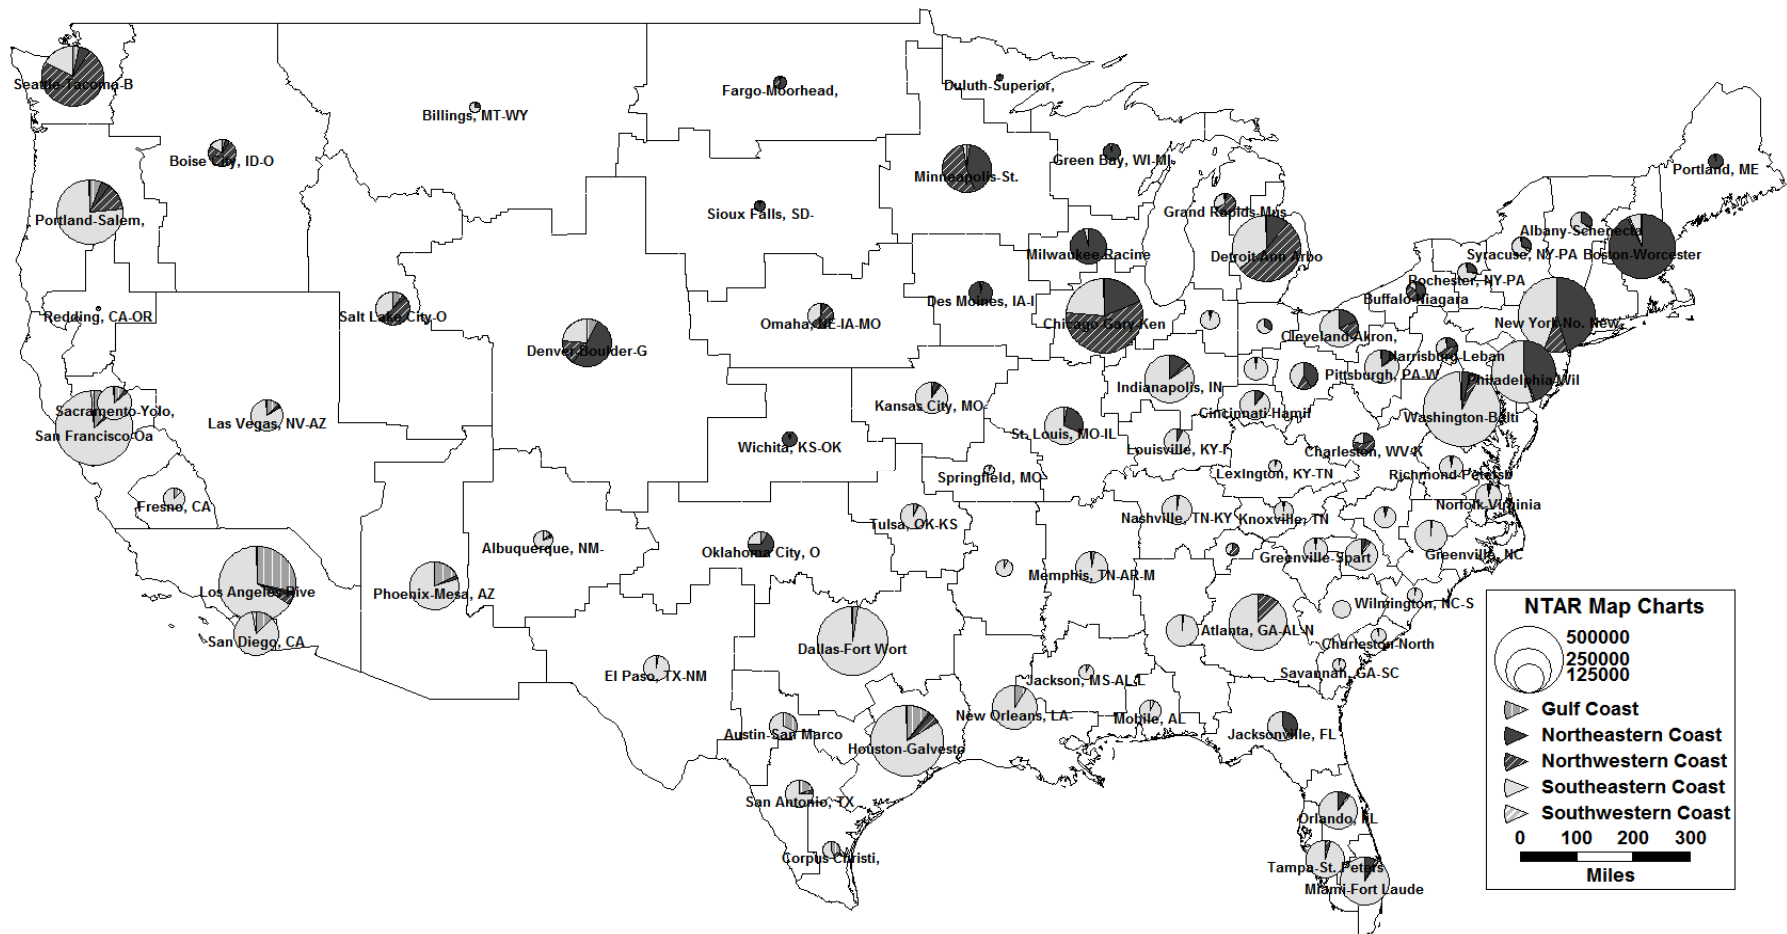 Seattle-Tacoma-B
Billings, MT-WY
Fargo-Moorhead,
Duluth-Superior,
Boise City, ID-O
Green Bay, WI-MI-
Portland, ME
Minneapolis-St.
Portland-Salem,
Sioux Falls, SD-
Grand Rapids-Mus
Albany-Schenecta
Milwaukee-Racine
Detroit-Ann Arbo
Syracuse, NY-PA
Boston-Worcester
Rochester, NY-PA
Buffalo-Niagara
Redding, CA-OR
Salt Lake City-O
Des Moines, IA-I
Omaha, NE-IA-MO
Chicago-Gary-Ken
New York-No. New
Denver-Boulder-G
Cleveland-Akron,
Harrisburg-Leban
Pittsburgh, PA-W
Philadelphia-Wil
Indianapolis, IN
Sacramento-Yolo,
Kansas City, MO-
Cincinnati-Hamil
Washington-Balti
San Francisco-Oa
Las Vegas, NV-AZ
St. Louis, MO-IL
Wichita, KS-OK
Louisville, KY-I
Charleston, WV-K
Springfield, MO
Lexington, KY-TN
Richmond-Petersb
Fresno, CA
Norfolk-Virginia
Tulsa, OK-KS
Nashville, TN-KY
Knoxville, TN
Albuquerque, NM-
Oklahoma City, O
Greenville-Spart
Greenville, NC
Los Angeles-Rive
Phoenix-Mesa, AZ
Memphis, TN-AR-M
Wilmington, NC-S
San Diego, CA
Dallas-Fort Wort
Atlanta, GA-AL-N
Charleston-North
El Paso, TX-NM
Jackson, MS-AL-L
Savannah, GA-SC
New Orleans, LA-
Mobile, AL
Austin-San Marco
Houston-Galvesto
Jacksonville, FL
San Antonio, TX
Orlando, FL
Corpus Christi,
Tampa-St. Peters
Miami-Fort Laude
NTAR Map Charts
500000
250000
125000
Gulf Coast
Northeastern Coast
Northwestern Coast
Southeastern Coast
Southwestern Coast
0 100 200 300
Miles